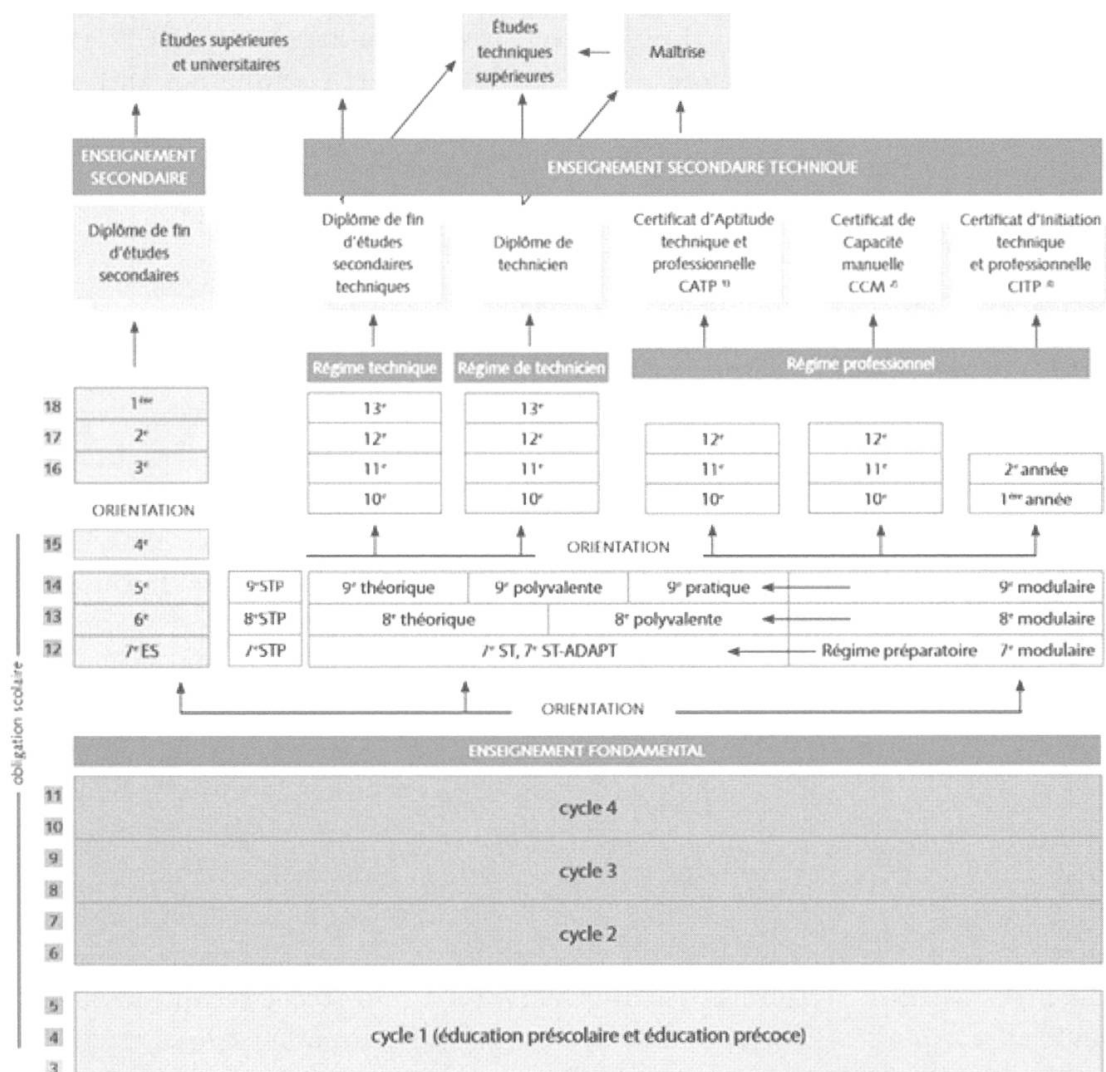 Études supérieures
et universitaires
Études
techniques
supérieures
Maîtrise
ENSEIGNEMENT
SECONDAIRE
ENSEIGNEMENT SECONDAIRE TECHNIQUE
Diplôme de fin
d'études
secondaires
Diplôme de fin
d'études
secondaires
techniques
Diplôme de
technicien
Certificat d'Aptitude
technique et
professionnelle
CATP
Certificat de
Capacité
manuelle
CCM
Certificat d'Initiation
technique
et professionnelle
CITP
Régime technique
Régime de technicien
Régime professionnel
18 1ère 13e 13e
17 2e 12e 12e 12e 12e
16 3e 11e 11e 11e 11e 2e année
10e 10e 10e 10e 1ère année
ORIENTATION
15 4e
ORIENTATION
14 5e 9eSTP 9e théorique 9e polyvalente 9e pratique 9e modulaire
13 6e 8eSTP 8e théorique 8e polyvalente 8e modulaire
12 7e ES 7eSTP 7e ST, 7e ST-ADAPT Régime préparatoire 7e modulaire
ORIENTATION
obligation scolaire
ENSEIGNEMENT FONDAMENTAL
11
10
cycle 4
9
8
cycle 3
7
6
cycle 2
5
4
3
cycle 1 (éducation préscolaire et éducation précoce)